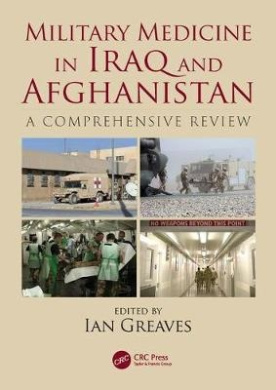 MILITARY MEDICINE
IN IRAQ AND
AFGHANISTAN
A COMPREHENSIVE REVIEW
NO WEAPONS BEYOND THIS POINT
EDITED BY
IAN GREAVES
CRC
CRC Press
Taylor & Francis Group